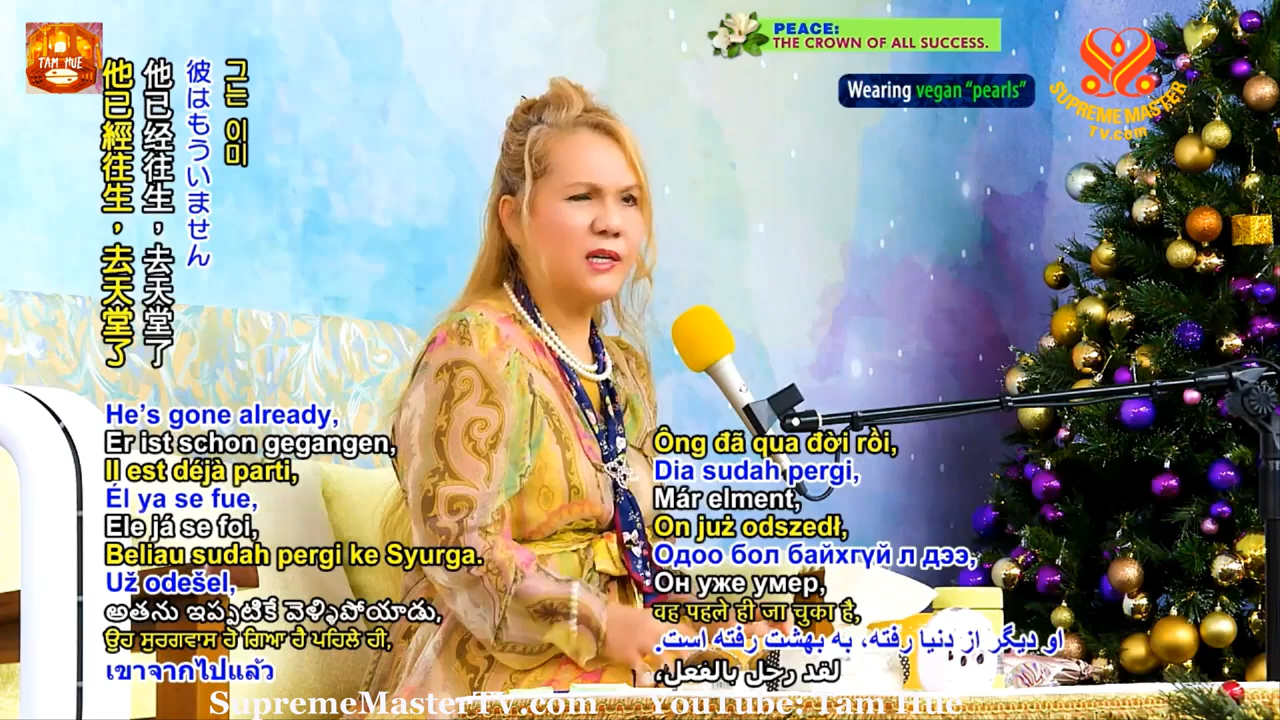 TAM HUE
PEACE:
THE CROWN OF ALL SUCCESS.
Wearing vegan “pearls”
SUPREME MASTER
TV.com
그는 이미
彼はもういません
他已经往生，去天堂了
他已經往生，去天堂了
He’s gone already,
Er ist schon gegangen,
Il est déjà parti,
Él ya se fue,
Ele já se foi,
Beliau sudah pergi ke Syurga.
Už odešel,
అతను ఇప్పటికే వెళ్ళిపోయాడు,
ਉਹ ਸੁਰਗਵਾਸ ਹੋ ਗਿਆ ਹੈ ਪਹਿਲੇ ਹੀ,
เขาจากไปแล้ว
Ông đã qua đời rồi,
Dia sudah pergi,
Már elment,
On już odszedł,
Одоо бол байхгүй л дээ,
Он уже умер,
वह पहले ही जा चुका है,
او دیگر از دنیا رفته، به بهشت رفته است.
لقد رحل بالفعل،
SupremeMasterTV.com YouTube: Tam Hue